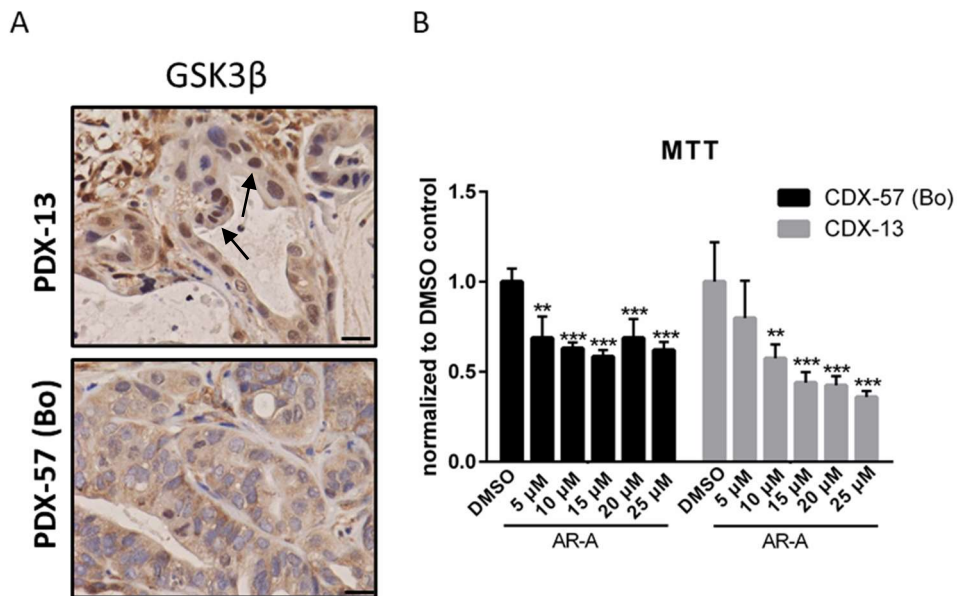 A
GSK3β
PDX-13
PDX-57 (Bo)
B
MTT
CDX-57 (Bo)
CDX-13
normalized to DMSO control
1.5
1.0
0.5
0.0
** *** *** *** *** ** *** *** ***
DMSO 5 µM 10 µM 15 µM 20 µM 25 µM DMSO 5 µM 10 µM 15 µM 20 µM 25 µM
AR-A AR-A